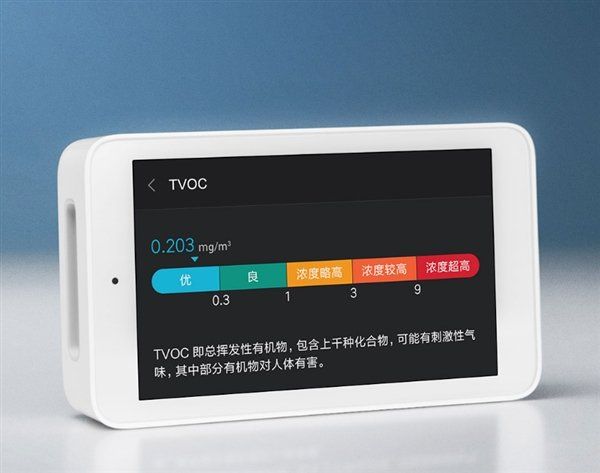 < TVOC
0.203 mg/m³
优 良 浓度略高 浓度较高 浓度超高
0.3 1 3 9
TVOC 即总挥发性有机物，包含上千种化合物，可能有刺激性气
味，其中部分有机物对人体有害。